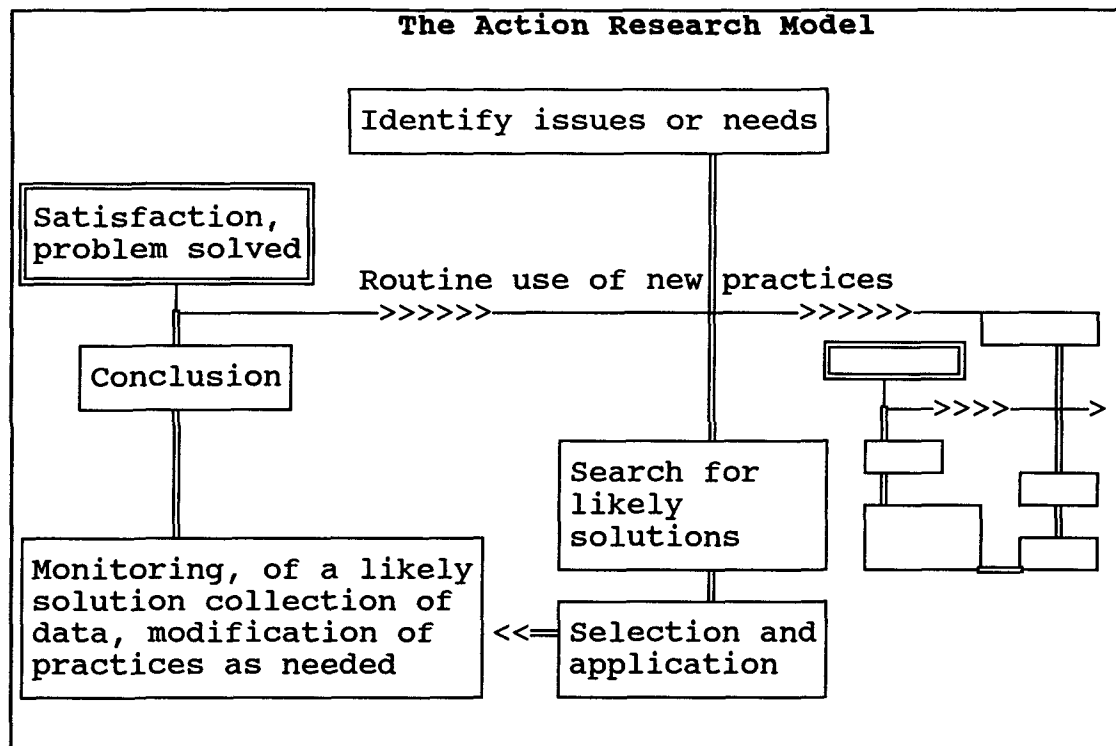 The Action Research Model
Identify issues or needs
Satisfaction,
problem solved
Routine use of new practices
>>>>>> >>>>>>
Conclusion
>>>> >
Search for
likely
solutions
Monitoring, of a likely
solution collection of
data, modification of
practices as needed
<<
Selection and
application